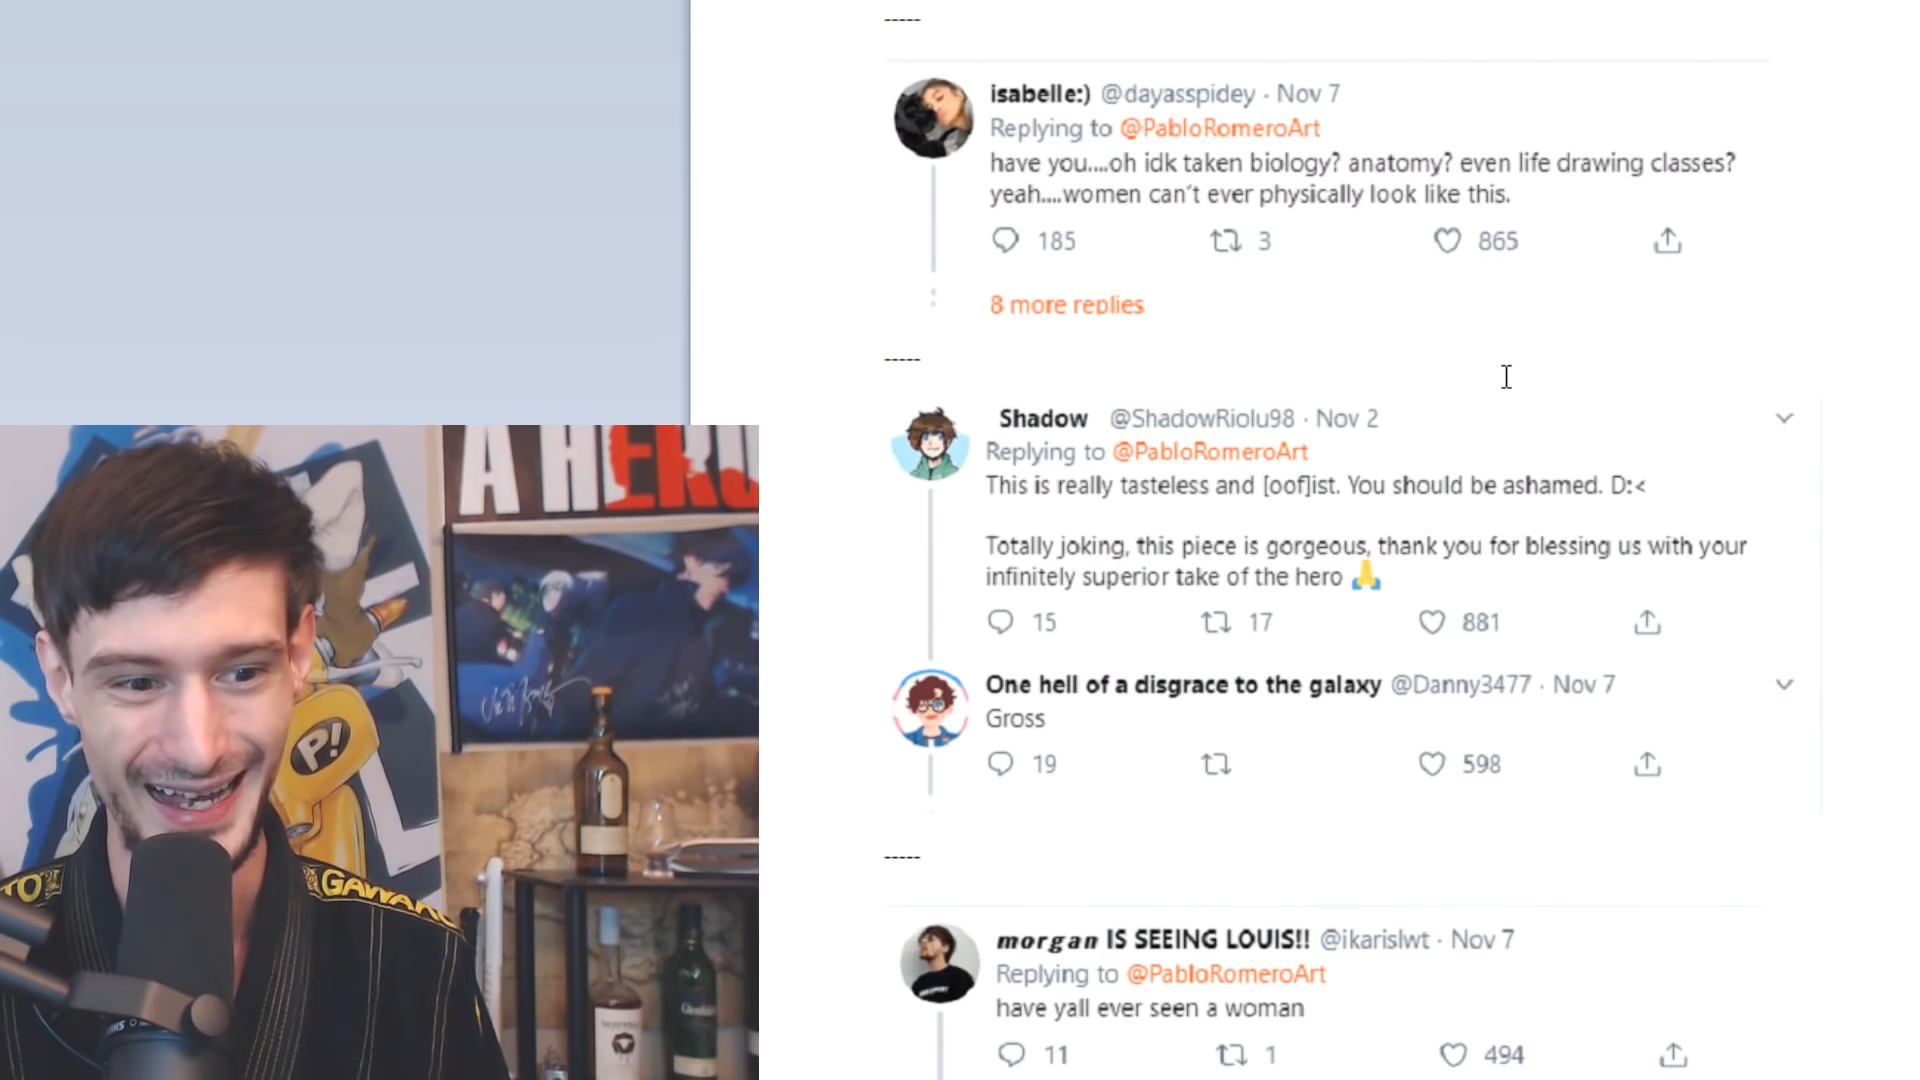 -----
isabelle:) @dayasspidey · Nov 7
Replying to @PabloRomeroArt
have you....oh idk taken biology? anatomy? even life drawing classes?
yeah....women can't ever physically look like this.
185 3 865
8 more replies
-----
Shadow @ShadowRiolu98 · Nov 2
Replying to @PabloRomeroArt
This is really tasteless and [oof]ist. You should be ashamed. D:<
Totally joking, this piece is gorgeous, thank you for blessing us with your
infinitely superior take of the hero 🙏
15 17 881
One hell of a disgrace to the galaxy @Danny3477 · Nov 7
Gross
19 598
-----
morgan IS SEEING LOUIS!! @ikarislwt · Nov 7
Replying to @PabloRomeroArt
have yall ever seen a woman
11 1 494
A HERO
P!
TO
GAWAKO